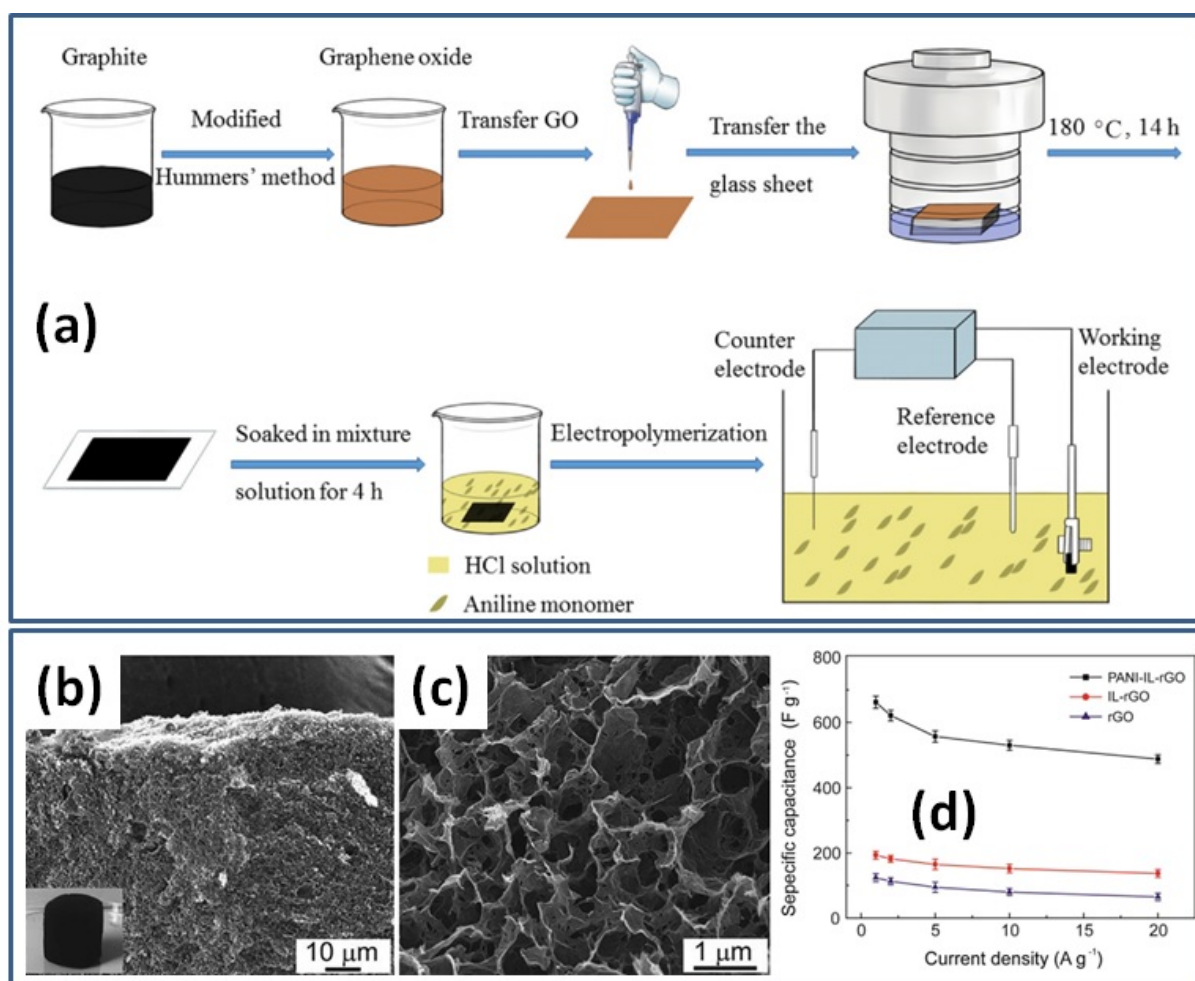 Graphite
Modified
Hummers' method
Graphene oxide
Transfer GO
Transfer the
glass sheet
180 °C, 14 h
(a)
Soaked in mixture
solution for 4 h
HCl solution
Aniline monomer
Electropolymerization
Counter
electrode
Reference
electrode
Working
electrode
(b)
10 μm
(c)
1 μm
(d)
Sepecific capacitance (F g⁻¹)
800
600
400
200
0
PANI-IL-rGO
IL-rGO
rGO
0 5 10 15 20
Current density (A g⁻¹)